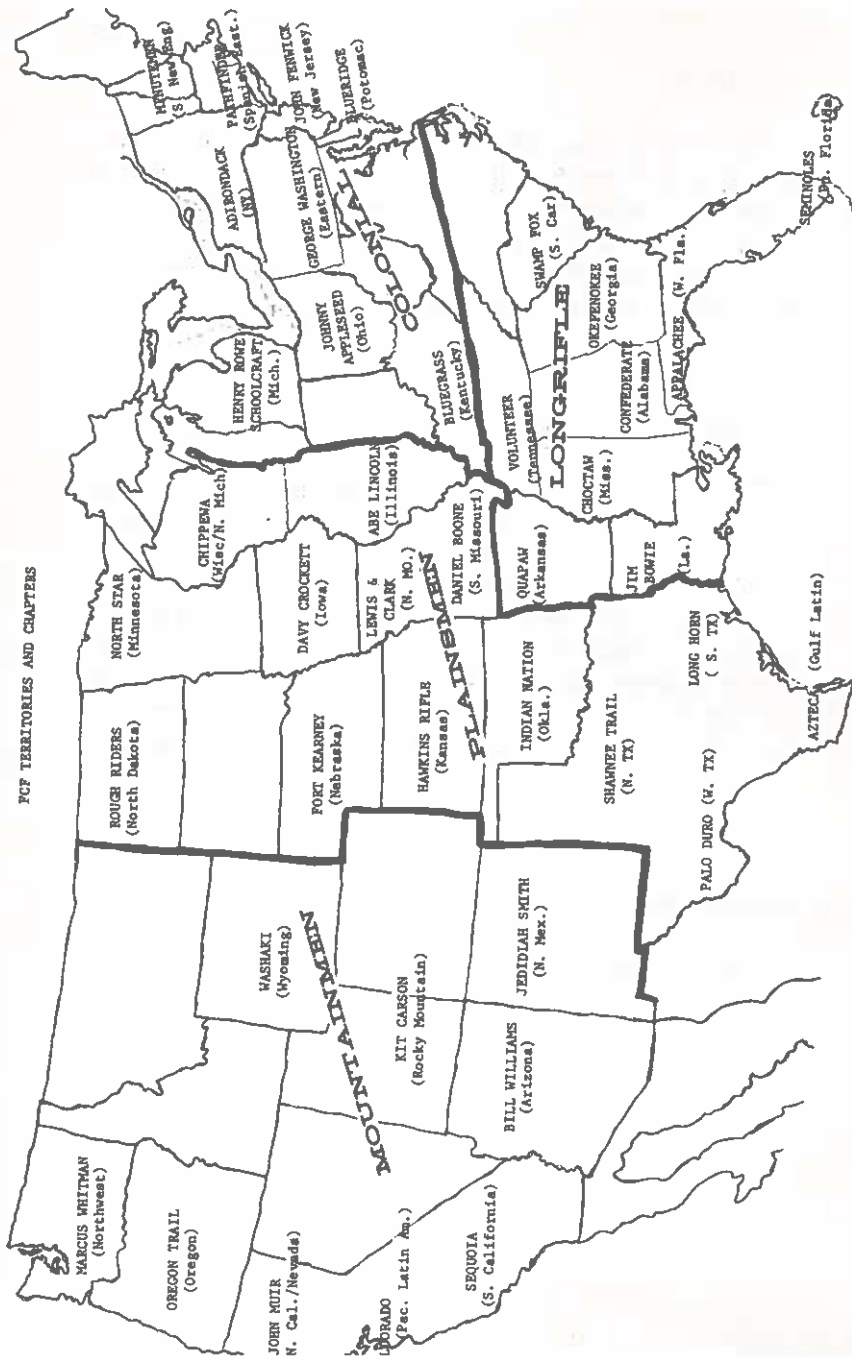 FCF TERRITORIES AND CHAPTERS
MARCUS WHITMAN
(Northwest)
OREGON TRAIL
(Oregon)
JOHN MUIR
N. Cal./Nevada)
LDORADO
(Pac. Latin Am.)
SEQUOIA
(S. California)
MOUNTAINMEN
WASHAKI
(Wyoming)
KIT CARSON
(Rocky Mountain)
BILL WILLIAMS
(Arizona)
JEDIDIAH SMITH
(N. Mex.)
ROUGH RIDERS
(North Dakota)
FORT KEARNEY
(Nabraska)
HAWKINS RIFLE
(Kansas)
PLAINSMEN
INDIAN NATION
(Okla.)
SHAWNEE TRAIL
(N. TX)
PALO DURO (W. TX)
LONG HORN
( S. TX)
AZTECA
(Gulf Latin)
NORTH STAR
(Minnesota)
CHIPPEWA
(Wisc/N. Mich)
DAVY CROCKETT
(Iowa)
LEWIS &
CLARK
(N. MO.)
ABE LINCOLN
(Illinois)
DANIEL BOONE
(S. Missouri)
QUAPAW
(Arkansas)
JIM
BOWIE
(La.)
HENRY ROWE
SCHOOLCRAFT
(Mich.)
JOHNNY
APPLESEED
(Ohio)
COLONIAL
BLUEGRASS
(Kentucky)
ADIRONDACK
(NY)
GEORGE WASHINGTON
(Eastern)
MINUTEMEN
(S. New Eng)
PATHFINDER
(Spanish East.)
JOHN FENWICK
(New Jersey)
BLUERIDGE
(Potomac)
VOLUNTEER
(Tennessee)
LONGRIFLE
CHOCTAW
(Miss.)
CONFEDERATE
(Alabama)
OKEFENOKEE
(Georgia)
SWAMP FOX
(S. Car)
APPALACHEE (W. Fla.
SEMINOLES
(Pn. Florida)